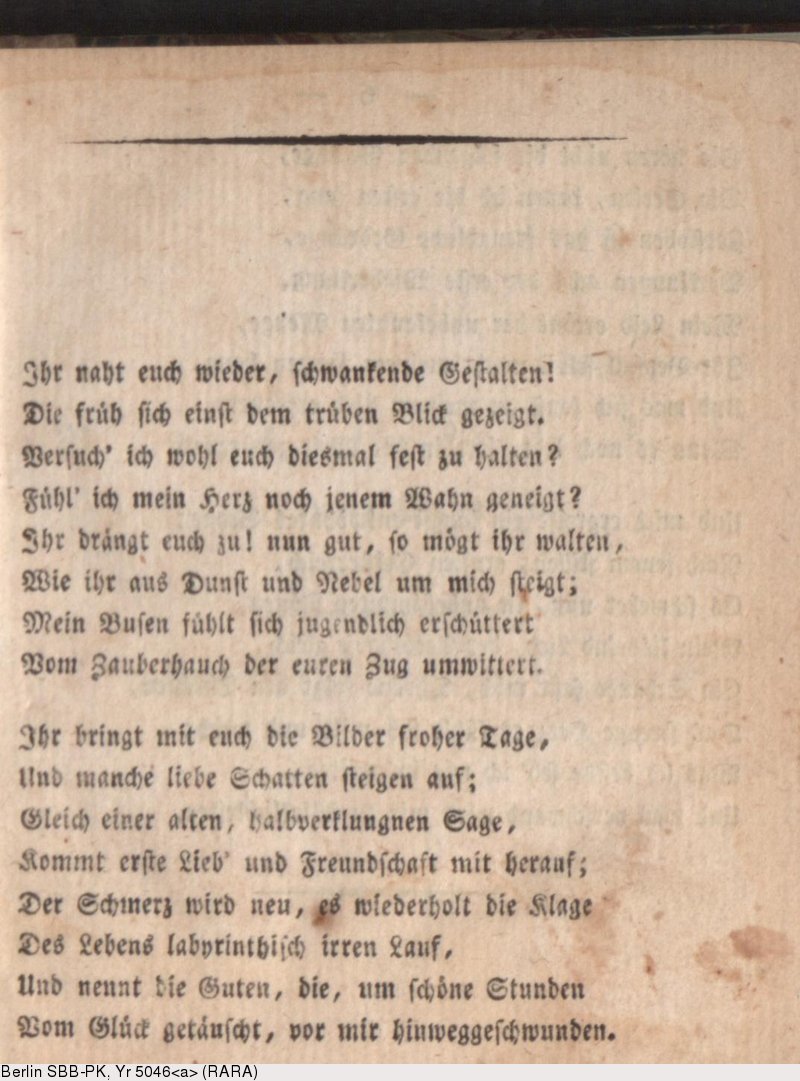 Ihr naht euch wieder, schwankende Gestalten!
Die früh sich einst dem trüben Blick gezeigt.
Versuch' ich wohl euch diesmal fest zu halten?
Fühl' ich mein Herz noch jenem Wahn geneigt?
Ihr drängt euch zu! nun gut, so mögt ihr walten,
Wie ihr aus Dunst und Nebel um mich steigt;
Mein Busen fühlt sich jugendlich erschüttert
Vom Zauberhauch der euren Zug umwittert.
Ihr bringt mit euch die Bilder froher Tage,
Und manche liebe Schatten steigen auf;
Gleich einer alten, halbverklungnen Sage,
Kommt erste Lieb' und Freundschaft mit herauf;
Der Schmerz wird neu, es wiederholt die Klage
Des Lebens labyrinthisch irren Lauf,
Und nennt die Guten, die, um schöne Stunden
Vom Glück getäuscht, vor mir hinweggeschwunden.
Berlin SBB-PK, Yr 5046<a> (RARA)